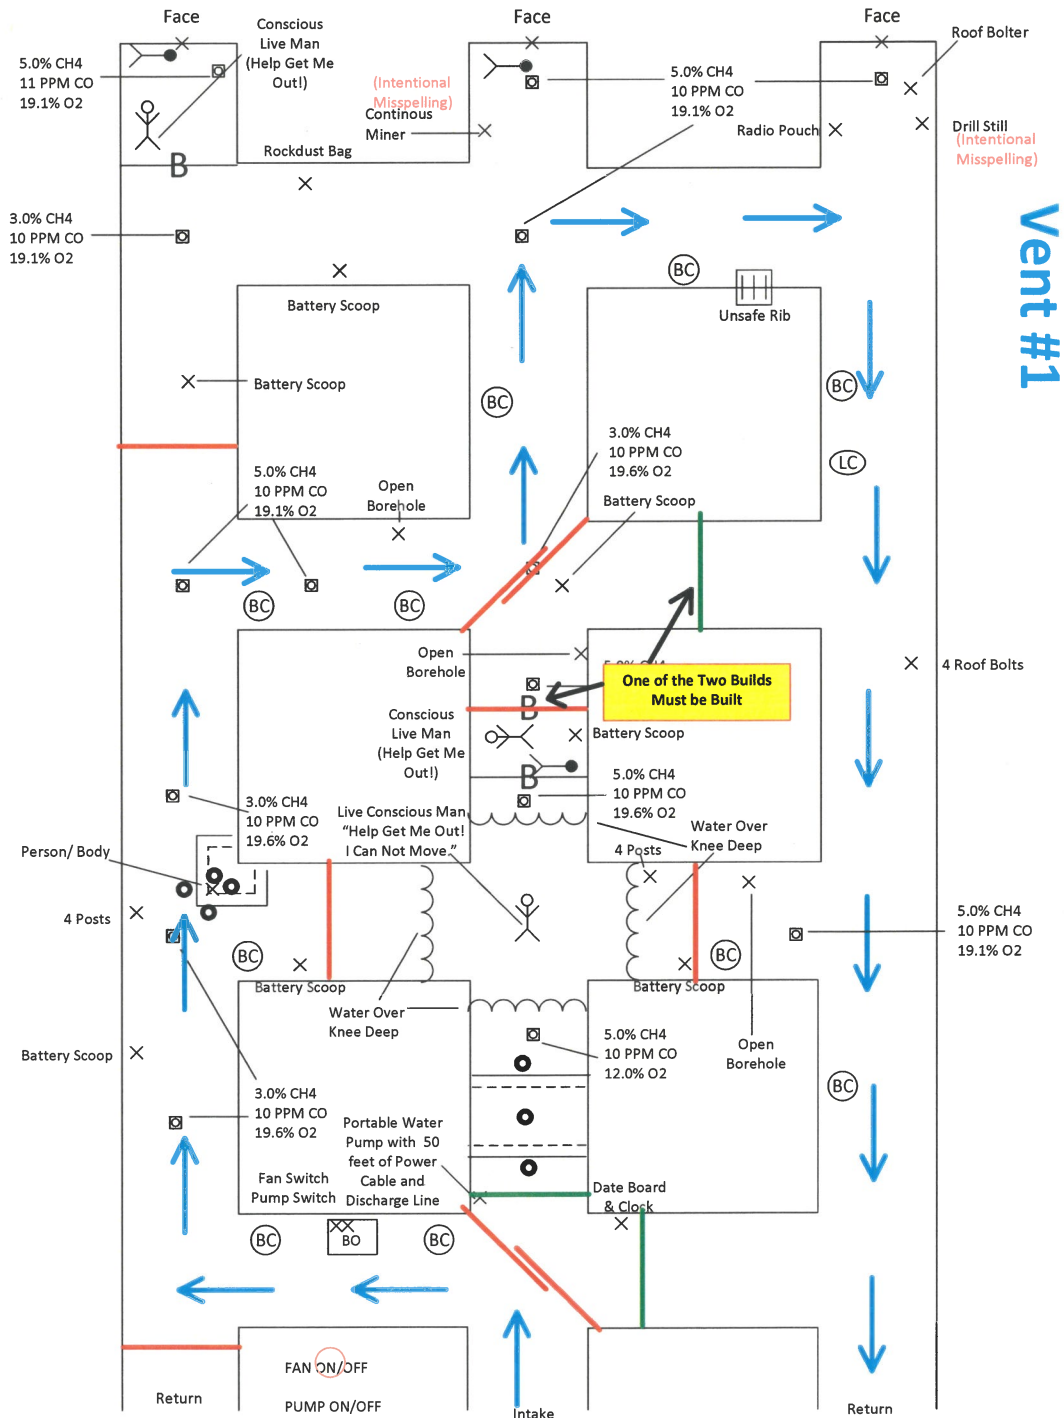 Face
Face
Face
Conscious
Live Man
(Help Get Me
Out!)
Roof Bolter
5.0% CH4
11 PPM CO
19.1% O2
(Intentional
Misspelling)
Continous
Miner
5.0% CH4
10 PPM CO
19.1% O2
Radio Pouch
Drill Still
(Intentional
Misspelling)
Rockdust Bag
B
3.0% CH4
10 PPM CO
19.1% O2
Vent #1
BC
Unsafe Rib
Battery Scoop
Battery Scoop
BC
BC
3.0% CH4
10 PPM CO
19.6% O2
LC
5.0% CH4
10 PPM CO
19.1% O2
Open
Borehole
Battery Scoop
BC
BC
Open
Borehole
5.0% CH4
One of the Two Builds
Must be Built
4 Roof Bolts
B
Conscious
Live Man
(Help Get Me
Out!)
Battery Scoop
B
5.0% CH4
10 PPM CO
19.6% O2
3.0% CH4
10 PPM CO
19.6% O2
Live Conscious Man
"Help Get Me Out!
I Can Not Move."
Water Over
Knee Deep
4 Posts
Person/ Body
4 Posts
5.0% CH4
10 PPM CO
19.1% O2
BC
BC
Battery Scoop
Battery Scoop
Water Over
Knee Deep
5.0% CH4
10 PPM CO
12.0% O2
Open
Borehole
Battery Scoop
BC
3.0% CH4
10 PPM CO
19.6% O2
Portable Water
Pump with 50
feet of Power
Cable and
Discharge Line
Fan Switch
Pump Switch
Date Board
& Clock
BC
BO
BC
FAN ON/OFF
PUMP ON/OFF
Return
Intake
Return